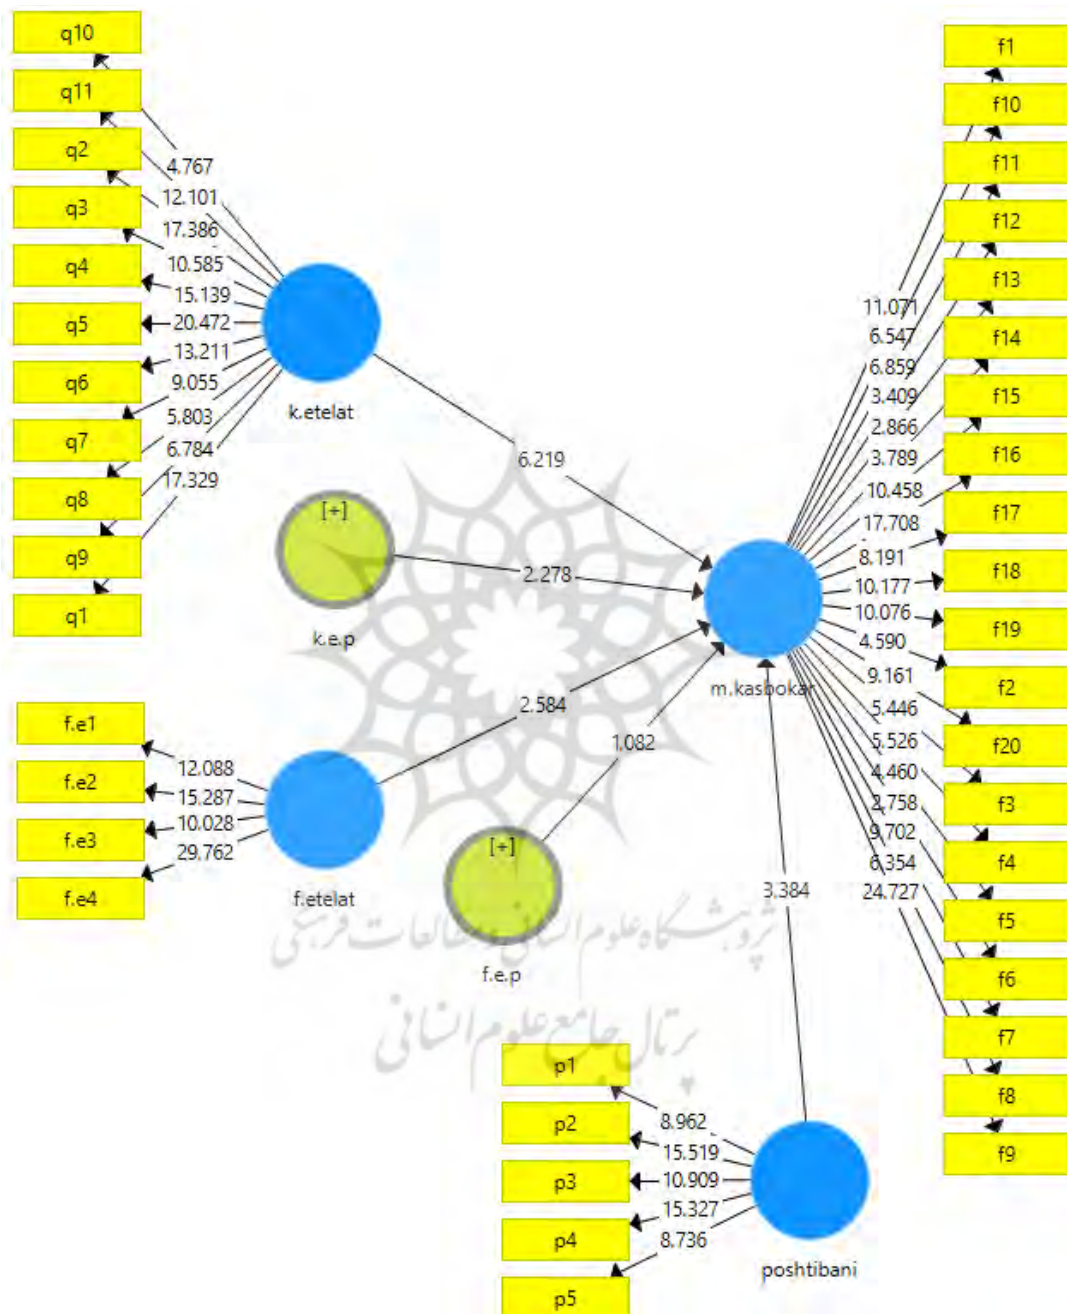 q10
q11
q2
q3
q4
q5
q6
q7
q8
q9
q1
4.767
12.101
17.386
10.585
15.139
20.472
13.211
9.055
5.803
6.784
17.329
k.etelat
6.219
[+]
k.e.p
2.278
f.e1
f.e2
f.e3
f.e4
12.088
15.287
10.028
29.762
f.etelat
2.584
[+]
f.e.p
1.082
m.kasbokar
3.384
p1
p2
p3
p4
p5
8.962
15.519
10.909
15.327
8.736
poshtibani
11.071
6.547
6.859
3.409
2.866
3.789
10.458
17.708
8.191
10.177
10.076
4.590
9.161
5.446
5.526
4.460
2.758
9.702
6.354
24.727
f1
f10
f11
f12
f13
f14
f15
f16
f17
f18
f19
f2
f20
f3
f4
f5
f6
f7
f8
f9
پژوهشگاه علوم انسانی و مطالعات فرهنگی
پرتال جامع علوم انسانی